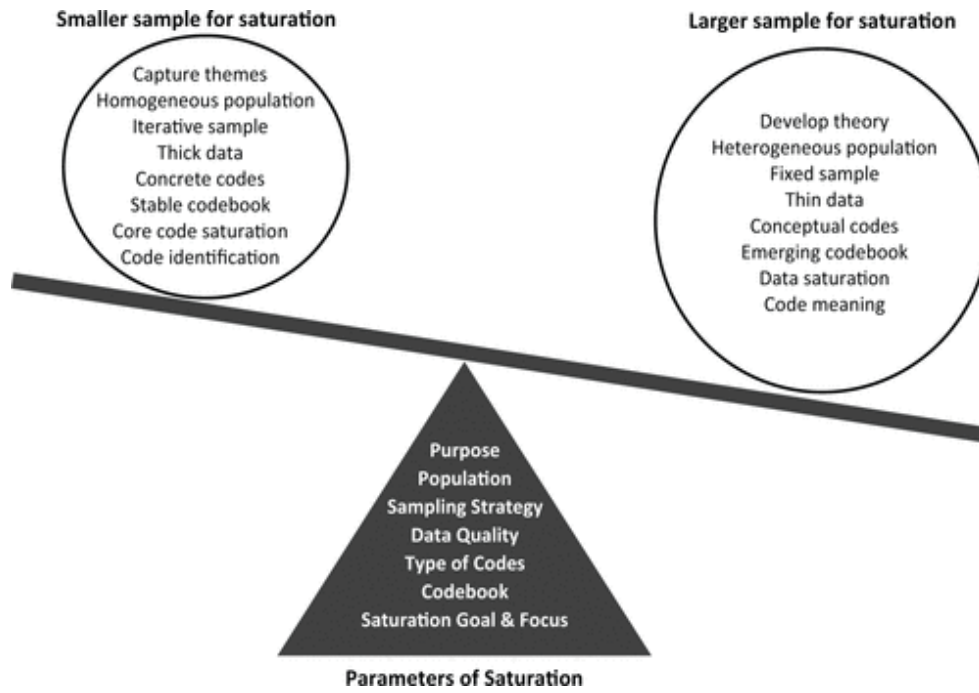 Smaller sample for saturation
Capture themes
Homogeneous population
Iterative sample
Thick data
Concrete codes
Stable codebook
Core code saturation
Code identification
Larger sample for saturation
Develop theory
Heterogeneous population
Fixed sample
Thin data
Conceptual codes
Emerging codebook
Data saturation
Code meaning
Purpose
Population
Sampling Strategy
Data Quality
Type of Codes
Codebook
Saturation Goal & Focus
Parameters of Saturation